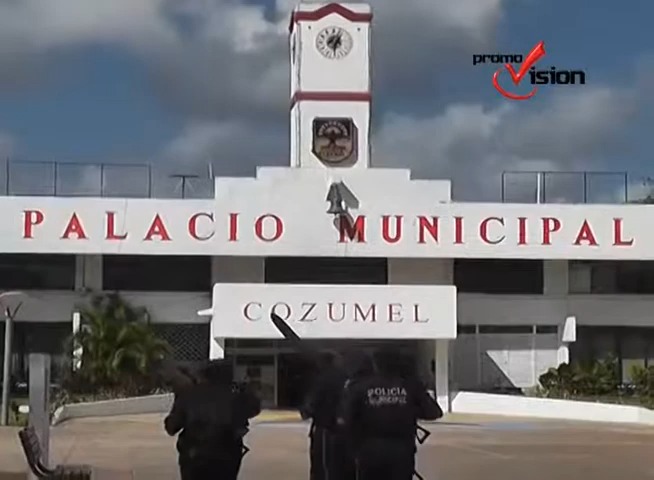 promo
Vision
PALACIO MUNICIPAL
COZUMEL
POLICIA